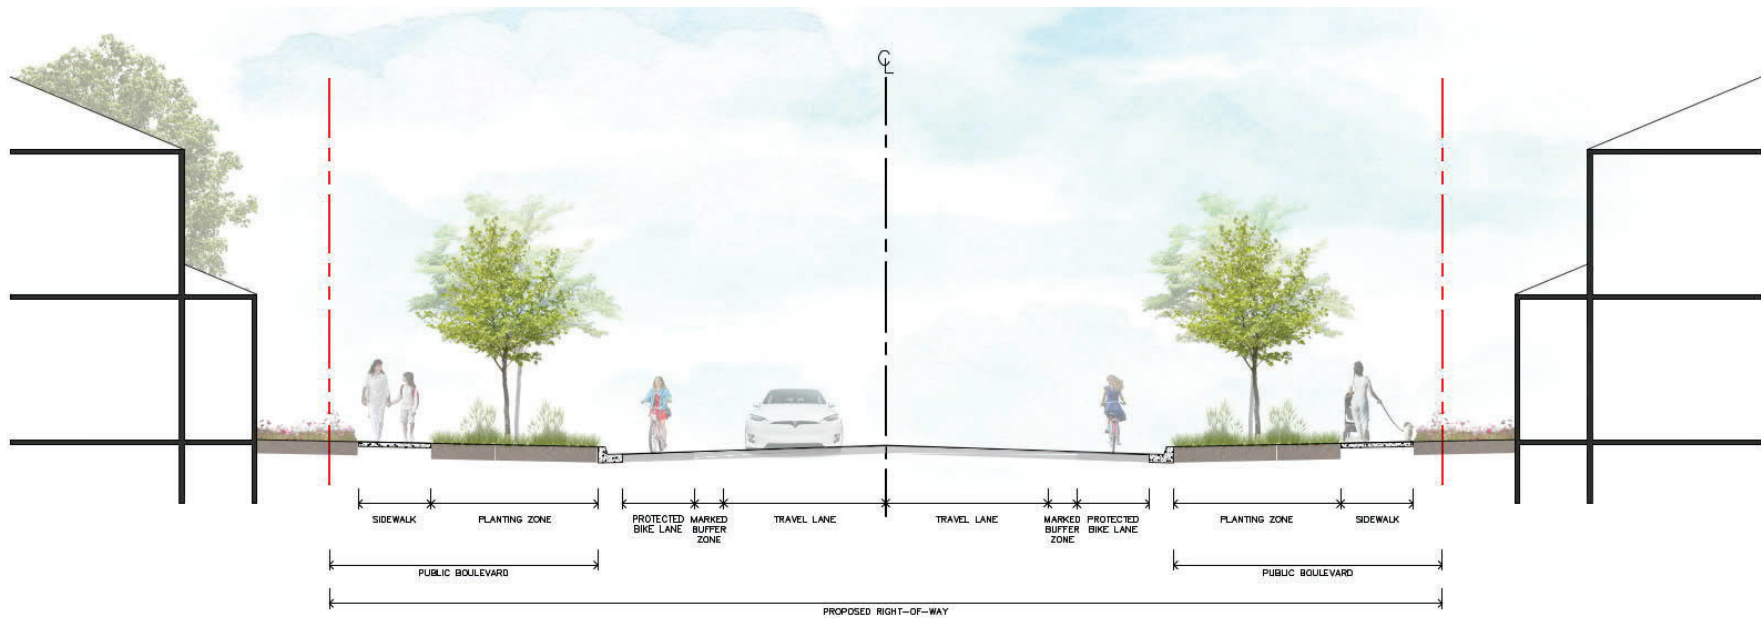 CL
SIDEWALK
PLANTING ZONE
PROTECTED
BIKE LANE
MARKED
BUFFER
ZONE
TRAVEL LANE
TRAVEL LANE
MARKED
BUFFER
ZONE
PROTECTED
BIKE LANE
PLANTING ZONE
SIDEWALK
PUBLIC BOULEVARD
PUBLIC BOULEVARD
PROPOSED RIGHT-OF-WAY